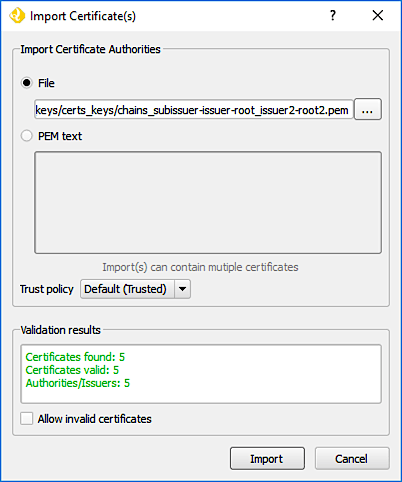 Import Certificate(s)
?
Import Certificate Authorities
File
keys/certs_keys/chains_subissuer-issuer-root_issuer2-root2.pem
...
PEM text
Import(s) can contain mutiple certificates
Trust policy
Default (Trusted)
Validation results
Certificates found: 5
Certificates valid: 5
Authorities/Issuers: 5
Allow invalid certificates
Import
Cancel